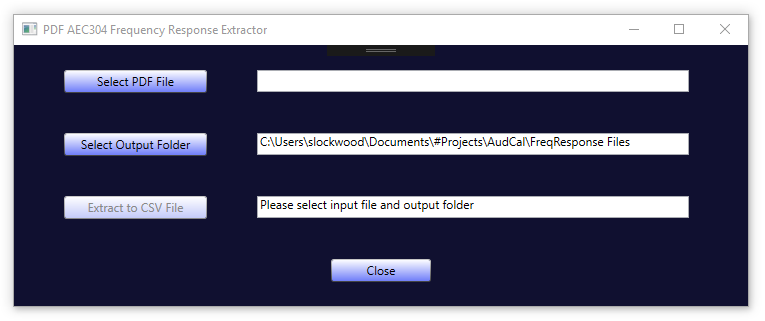 PDF AEC304 Frequency Response Extractor
Select PDF File
Select Output Folder C:\Users\slockwood\Documents\#Projects\AudCal\FreqResponse Files
Extract to CSV File Please select input file and output folder
Close